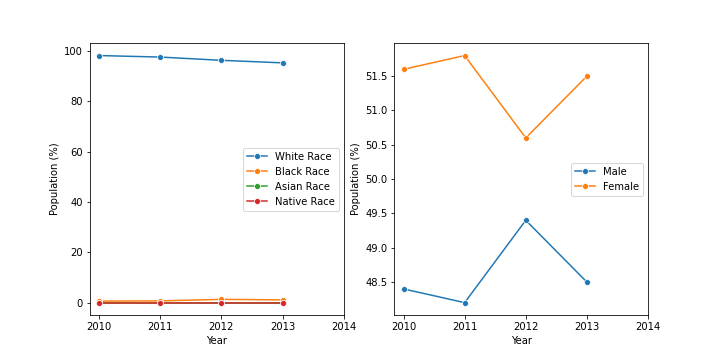 100
80
60
40
20
0
Population (%)
2010 2011 2012 2013 2014
Year
White Race
Black Race
Asian Race
Native Race
51.5
51.0
50.5
50.0
49.5
49.0
48.5
Population (%)
2010 2011 2012 2013 2014
Year
Male
Female